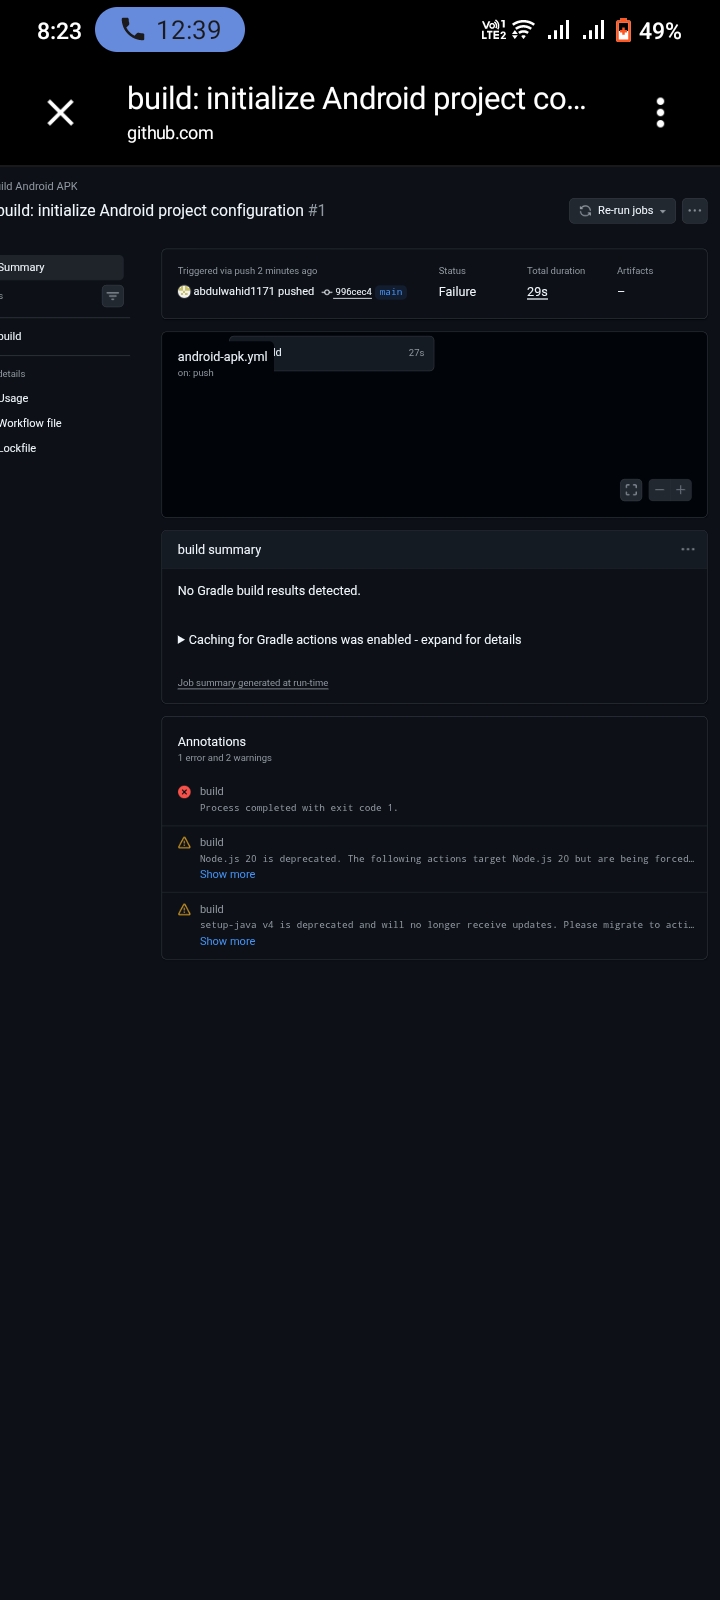 8:23 12:39 Vo)) 1 LTE2 49%
build: initialize Android project co...
github.com
ild Android APK
build: initialize Android project configuration #1
Re-run jobs
Summary
s
build
details
Usage
Workflow file
Lockfile
Triggered via push 2 minutes ago
abdulwahid1171 pushed 996cec4 main
Status
Failure
Total duration
29s
Artifacts
–
android-apk.yml
on: push
ld 27s
build summary
No Gradle build results detected.
Caching for Gradle actions was enabled - expand for details
Job summary generated at run-time
Annotations
1 error and 2 warnings
build
Process completed with exit code 1.
build
Node.js 20 is deprecated. The following actions target Node.js 20 but are being forced…
Show more
build
setup-java v4 is deprecated and will no longer receive updates. Please migrate to acti…
Show more